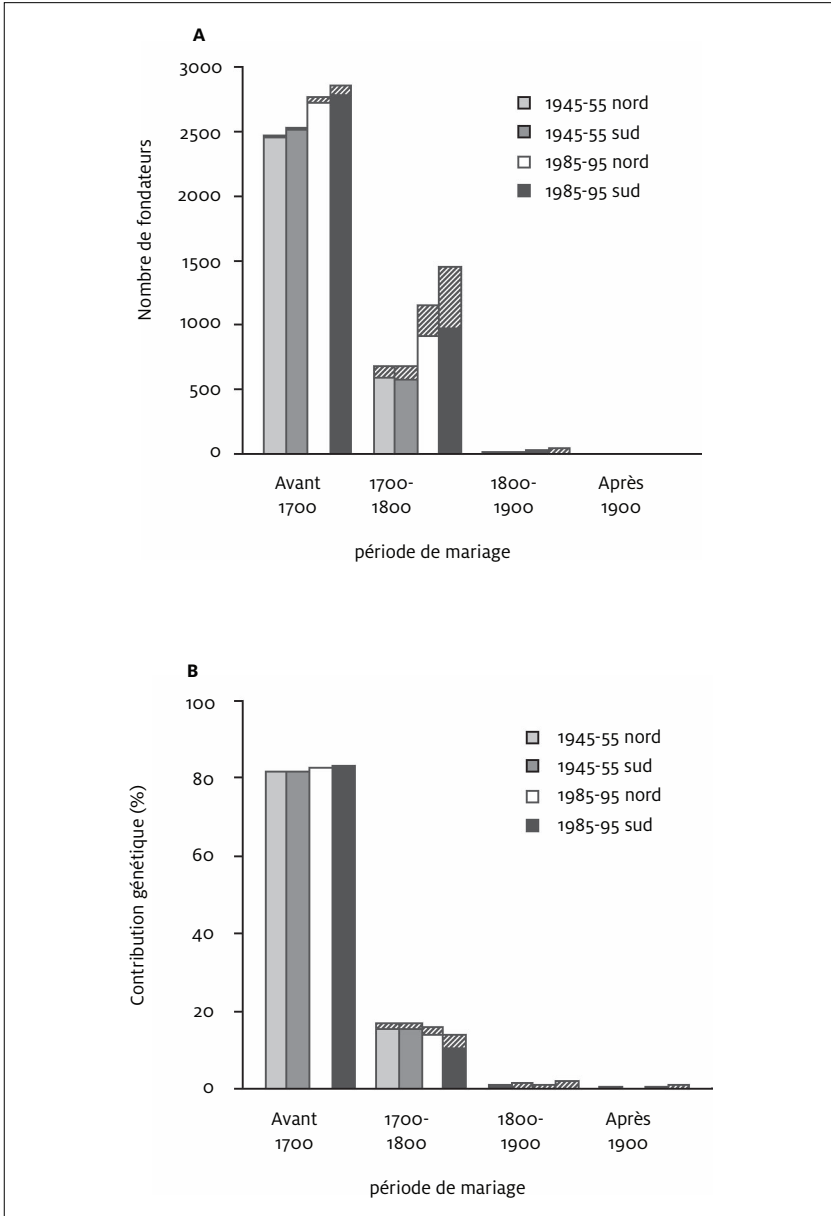 A
3000
2500
2000
1500
1000
500
0
Nombre de fondateurs
1945-55 nord
1945-55 sud
1985-95 nord
1985-95 sud
Avant
1700
1700-
1800
1800-
1900
Après
1900
période de mariage
B
100
80
60
40
20
0
Contribution génétique (%)
1945-55 nord
1945-55 sud
1985-95 nord
1985-95 sud
Avant
1700
1700-
1800
1800-
1900
Après
1900
période de mariage